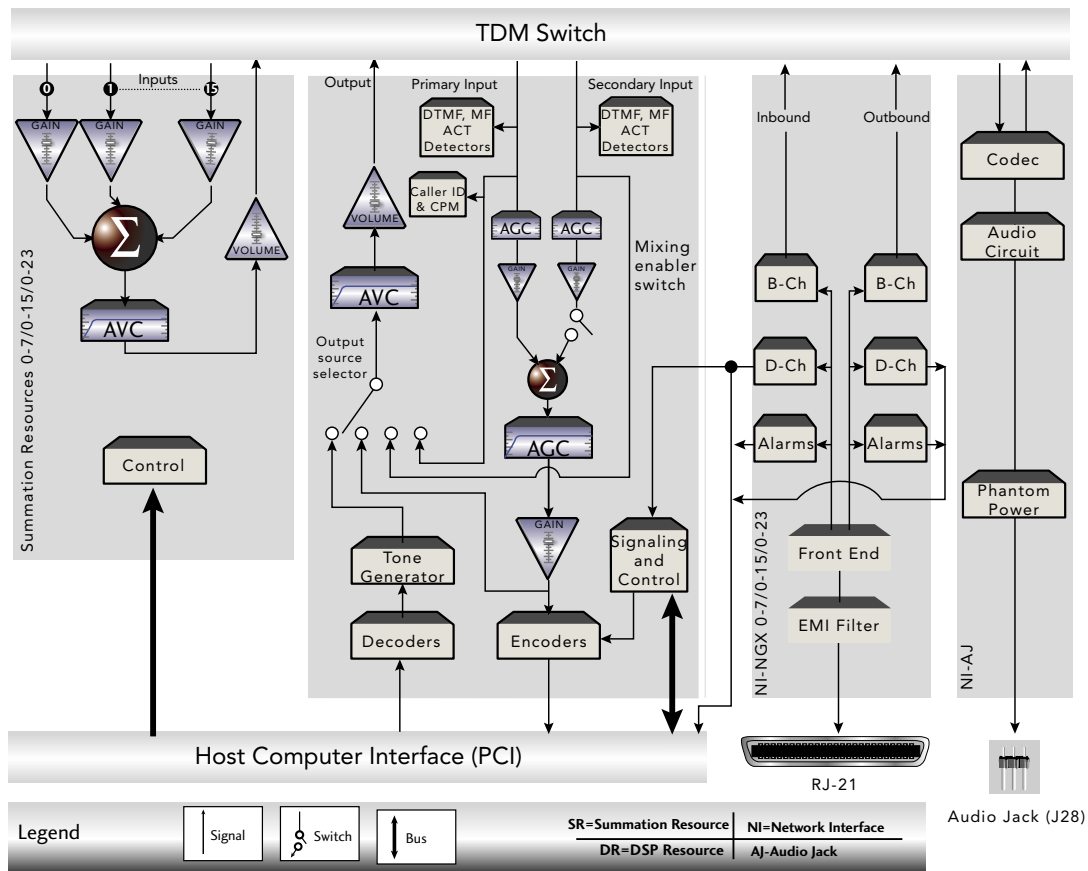 TDM Switch
Inputs
0
1
15
GAIN
GAIN
GAIN
Σ
VOLUME
AVC
Control
Summation Resources 0-7/0-15/0-23
Output
VOLUME
AVC
Output
source
selector
Primary Input
DTMF, MF
ACT
Detectors
Secondary Input
DTMF, MF
ACT
Detectors
Caller ID
& CPM
AGC
AGC
GAIN
GAIN
Mixing
enabler
switch
Σ
AGC
GAIN
Tone
Generator
Decoders
Encoders
Signaling
and
Control
Inbound
Outbound
B-Ch
B-Ch
D-Ch
D-Ch
Alarms
Alarms
Front End
EMI Filter
NI-NGX 0-7/0-15/0-23
Codec
Audio
Circuit
Phantom
Power
NI-AJ
Host Computer Interface (PCI)
RJ-21
Audio Jack (J28)
Legend
Signal
Switch
Bus
SR=Summation Resource
NI=Network Interface
DR=DSP Resource
AJ-Audio Jack